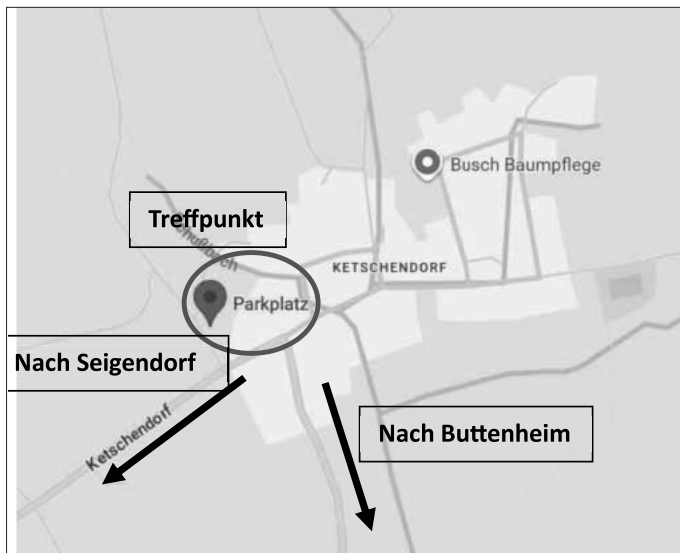 Busch Baumpflege
Treffpunkt
KETSCHENDORF
Parkplatz
Nach Seigendorf
Ketschendorf
Nach Buttenheim